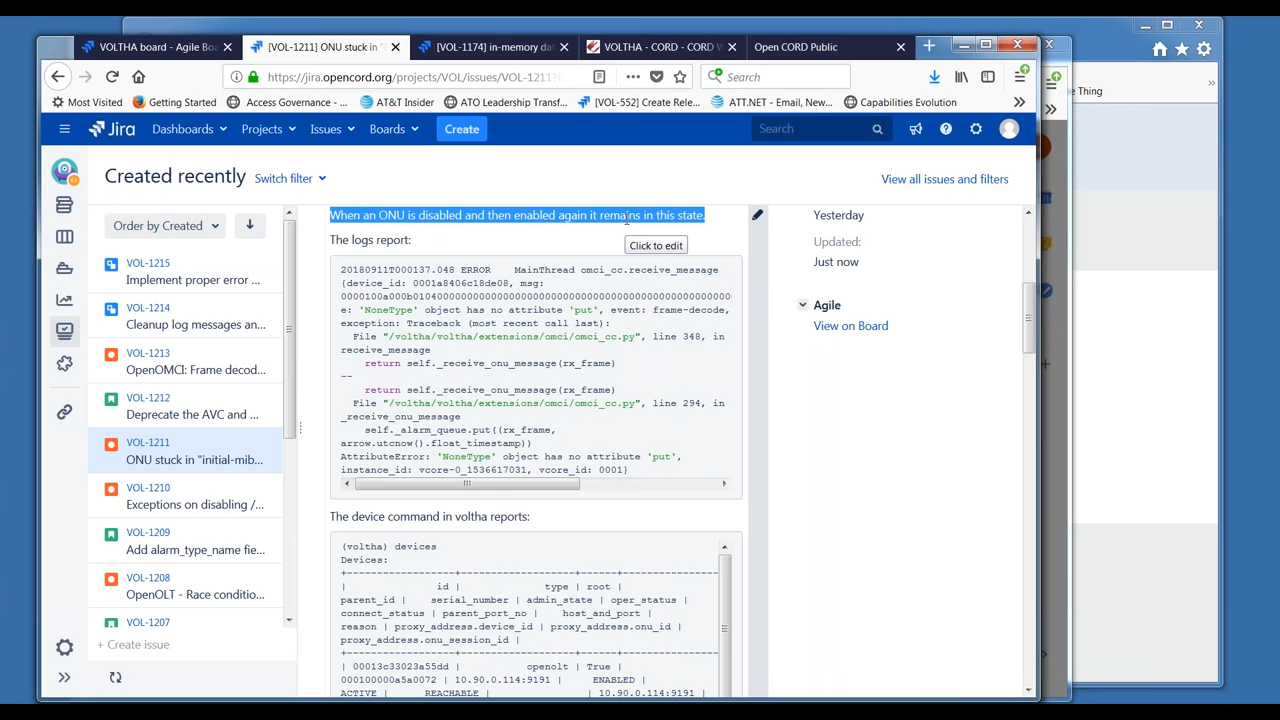 VOLTHA board - Agile Boa
[VOL-1211] ONU stuck in "i
[VOL-1174] in-memory dat
VOLTHA - CORD - CORD W
Open CORD Public
https://jira.opencord.org/projects/VOL/issues/VOL-1211?
Search
Most Visited
Getting Started
Access Governance - ...
AT&T Insider
ATO Leadership Transf...
[VOL-552] Create Rele...
ATT.NET - Email, New...
Capabilities Evolution
e Thing
Jira
Dashboards
Projects
Issues
Boards
Create
Search
Created recently
Switch filter
View all issues and filters
Order by Created
VOL-1215
Implement proper error ...
VOL-1214
Cleanup log messages an...
VOL-1213
OpenOMCI: Frame decod...
VOL-1212
Deprecate the AVC and ...
VOL-1211
ONU stuck in "initial-mib...
VOL-1210
Exceptions on disabling /...
VOL-1209
Add alarm_type_name fie...
VOL-1208
OpenOLT - Race conditio...
VOL-1207
+ Create issue
When an ONU is disabled and then enabled again it remains in this state.
The logs report:
Click to edit
20180911T000137.048 ERROR    MainThread omci_cc.receive_message
{device_id: 0001a8406c18de08, msg:
e: 'NoneType' object has no attribute 'put', event: frame-decode,
exception: Traceback (most recent call last):
File "/voltha/voltha/extensions/omci/omci_cc.py", line 348, in
receive_message
return self._receive_onu_message(rx_frame)
--
return self._receive_onu_message(rx_frame)
File "/voltha/voltha/extensions/omci/omci_cc.py", line 294, in
_receive_onu_message
self._alarm_queue.put((rx_frame,
arrow.utcnow().float_timestamp))
AttributeError: 'NoneType' object has no attribute 'put',
instance_id: vcore-0_1536617031, vcore_id: 0001}
The device command in voltha reports:
(voltha) devices
Devices:
+------------------+--------------+------+----------------
|               id |         type | root |
parent_id |    serial_number | admin_state | oper_status |
connect_status | parent_port_no |    host_and_port |
reason | proxy_address.device_id | proxy_address.onu_id |
proxy_address.onu_session_id |
+------------------+--------------+------+----------------
| 00013c33023a55dd |      openolt | True |
000100000a5a0072 | 10.90.0.114:9191 |     ENABLED |
ACTIVE |      REACHABLE |                | 10.90.0.114:9191
Yesterday
Updated:
Just now
Agile
View on Board